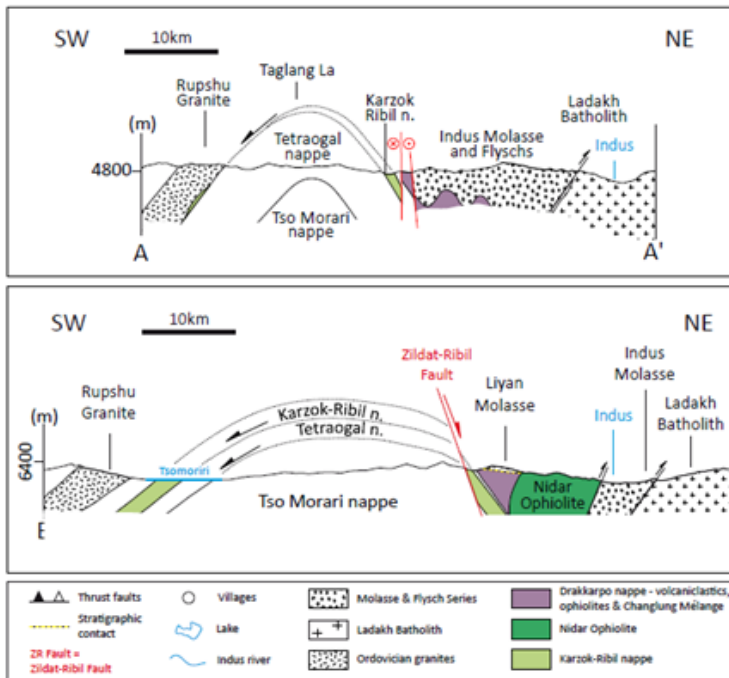 SW
NE
10km
Taglang La
Rupshu
Granite
Karzok
Ribil n.
Ladakh
Batholith
(m)
Tetraogal
nappe
Indus Molasse
and Flyschs
Indus
4800
Tso Morari
nappe
A
A'
SW
NE
10km
Zildat-Ribil
Fault
Indus
Molasse
Rupshu
Granite
Liyan
Molasse
Ladakh
Batholith
(m)
Karzok-Ribil n.
Tetraogal n.
Indus
6400
Tsomoriri
Tso Morari nappe
Nidar
Ophiolite
E
Thrust faults
Villages
Molasse & Flysch Series
Drakkarpo nappe - volcaniclastics,
ophiolites & Changlung Mélange
Stratigraphic
contact
Lake
Ladakh Batholith
Nidar Ophiolite
ZR Fault =
Zildat-Ribil Fault
Indus river
Ordovician granites
Karzok-Ribil nappe